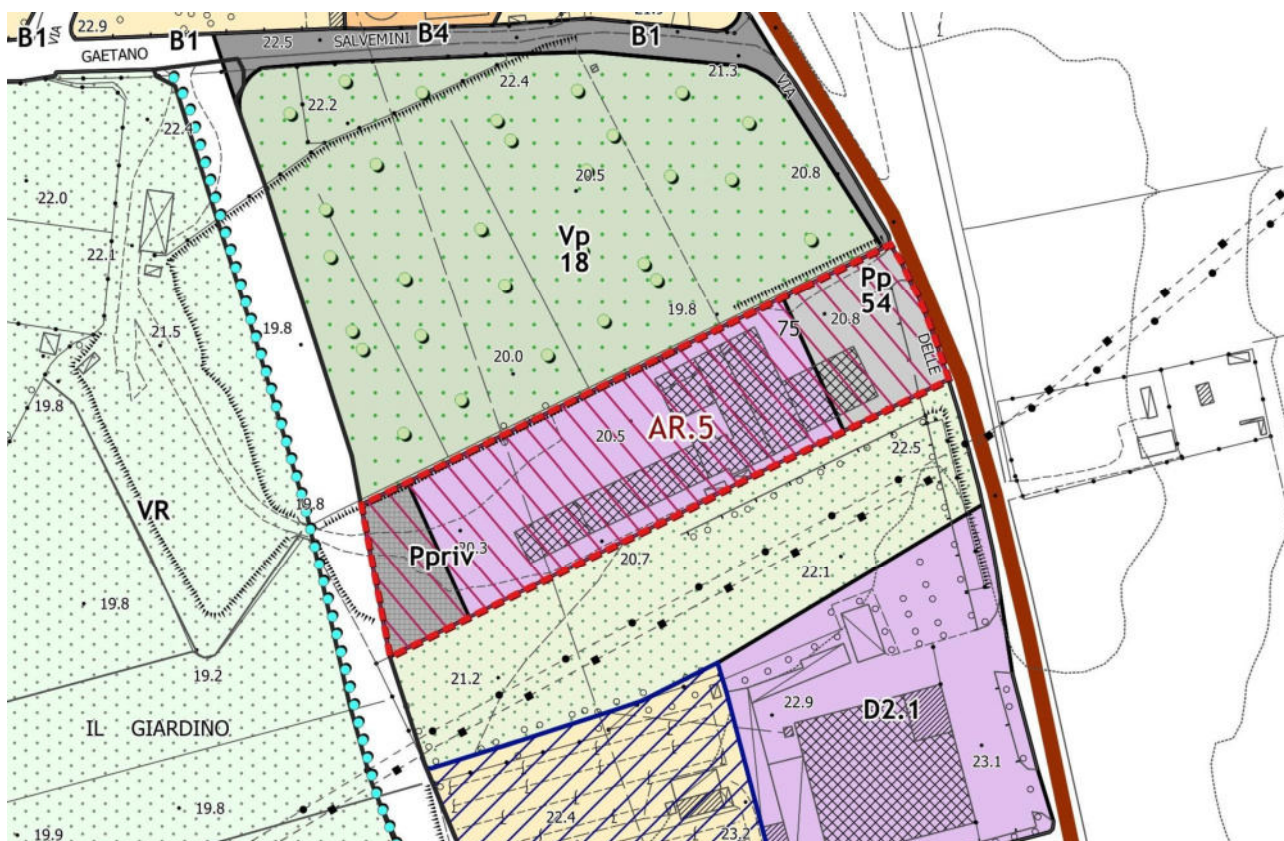 22.9
B1
VIA
B1
GAETANO
22.5
SALVEMINI
B4
B1
21.3
VIA
22.4
22.2
22.4
20.8
20.5
22.0
22.1
Vp
18
Pp
54
19.8
19.8
75
20.8
DELLE
21.5
20.0
19.8
AR.5
20.5
22.5
VR
19.8
Ppriv
20.3
20.7
22.1
19.8
19.2
21.2
IL GIARDINO
22.9
D2.1
23.1
19.8
22.4
23.2
19.9